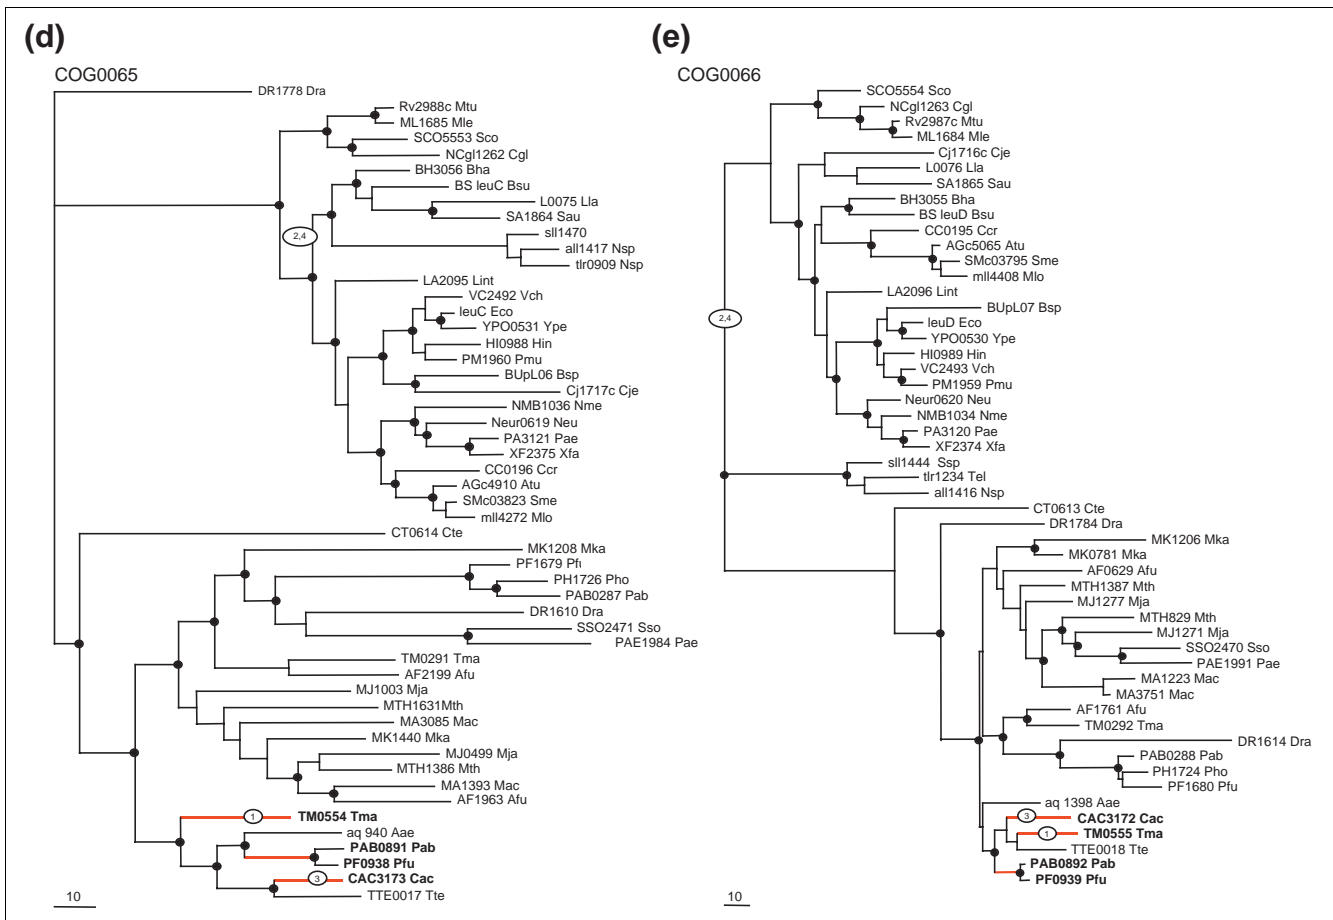 (d)
COG0065
DR1778 Dra
Rv2988c Mtu
ML1685 Mle
SCO5553 Sco
NCgl1262 Cgl
BH3056 Bha
BS leuC Bsu
L0075 Lla
SA1864 Sau
2,4
sll1470
all1417 Nsp
tlr0909 Nsp
LA2095 Lint
VC2492 Vch
leuC Eco
YPO0531 Ype
HI0988 Hin
PM1960 Pmu
BUpL06 Bsp
Cj1717c Cje
NMB1036 Nme
Neur0619 Neu
PA3121 Pae
XF2375 Xfa
CC0196 Ccr
AGc4910 Atu
SMc03823 Sme
mll4272 Mlo
CT0614 Cte
MK1208 Mka
PF1679 Pfu
PH1726 Pho
PAB0287 Pab
DR1610 Dra
SSO2471 Sso
PAE1984 Pae
TM0291 Tma
AF2199 Afu
MJ1003 Mja
MTH1631Mth
MA3085 Mac
MK1440 Mka
MJ0499 Mja
MTH1386 Mth
MA1393 Mac
AF1963 Afu
1
TM0554 Tma
aq 940 Aae
PAB0891 Pab
PF0938 Pfu
3
CAC3173 Cac
TTE0017 Tte
10
(e)
COG0066
SCO5554 Sco
NCgl1263 Cgl
Rv2987c Mtu
ML1684 Mle
Cj1716c Cje
L0076 Lla
SA1865 Sau
BH3055 Bha
BS leuD Bsu
CC0195 Ccr
AGc5065 Atu
SMc03795 Sme
mll4408 Mlo
LA2096 Lint
BUpL07 Bsp
2,4
leuD Eco
YPO0530 Ype
HI0989 Hin
VC2493 Vch
PM1959 Pmu
Neur0620 Neu
NMB1034 Nme
PA3120 Pae
XF2374 Xfa
sll1444 Ssp
tlr1234 Tel
all1416 Nsp
CT0613 Cte
DR1784 Dra
MK1206 Mka
MK0781 Mka
AF0629 Afu
MTH1387 Mth
MJ1277 Mja
MTH829 Mth
MJ1271 Mja
SSO2470 Sso
PAE1991 Pae
MA1223 Mac
MA3751 Mac
AF1761 Afu
TM0292 Tma
DR1614 Dra
PAB0288 Pab
PH1724 Pho
PF1680 Pfu
aq 1398 Aae
3
CAC3172 Cac
1
TM0555 Tma
TTE0018 Tte
PAB0892 Pab
PF0939 Pfu
10